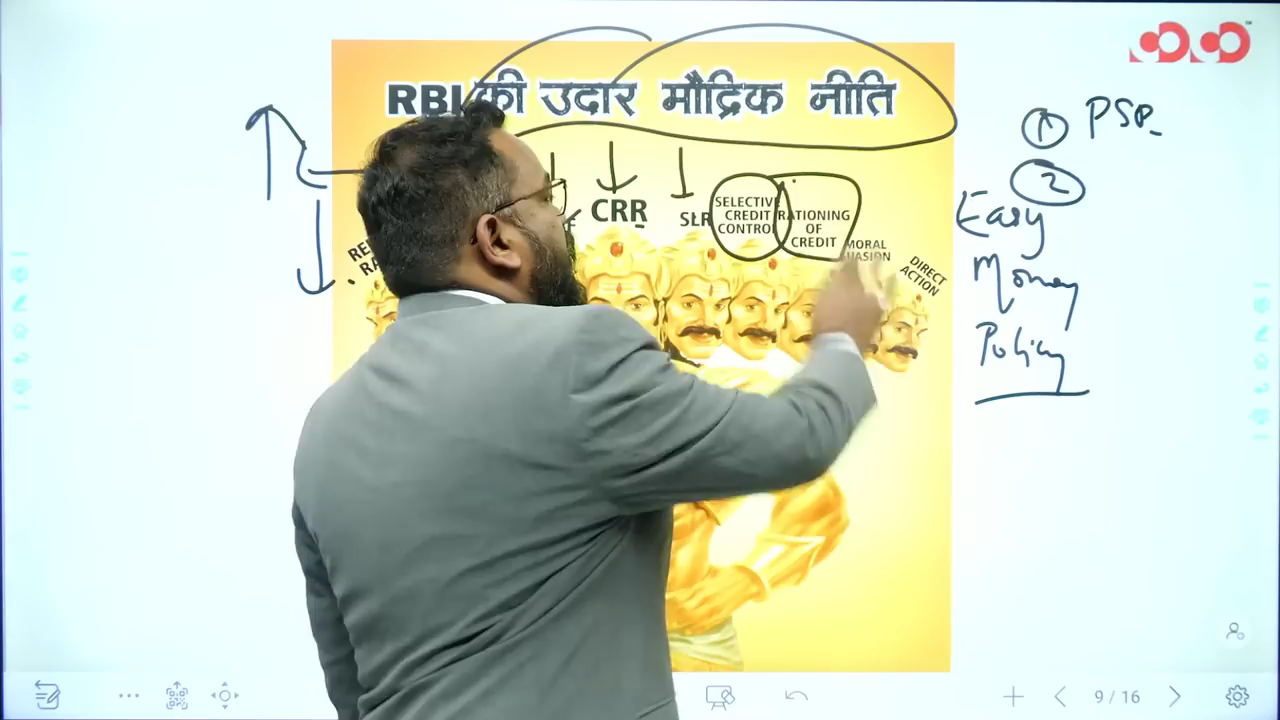 RBI की उदार मौद्रिक नीति
CRR
SLR
SELECTIVE
CREDIT
CONTROL
RATIONING
OF
CREDIT
MORAL
DIRECT
ACTION
1 PSP
2
Easy
Money
Policy
9 / 16